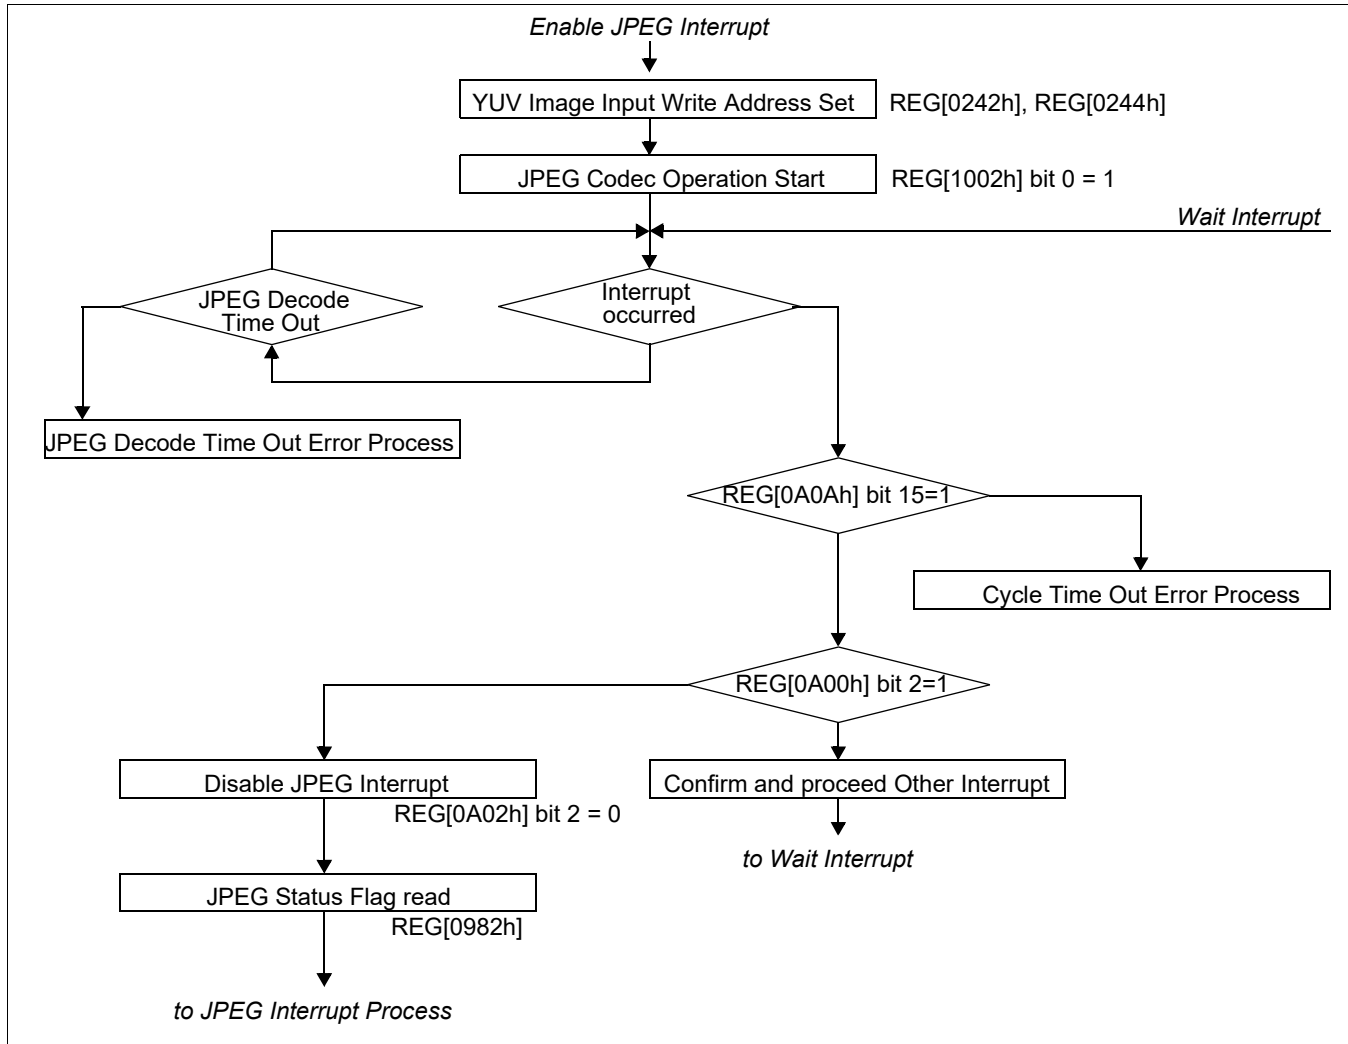 Enable JPEG Interrupt
YUV Image Input Write Address Set
REG[0242h], REG[0244h]
JPEG Codec Operation Start
REG[1002h] bit 0 = 1
Wait Interrupt
JPEG Decode
Time Out
Interrupt
occurred
JPEG Decode Time Out Error Process
REG[0A0Ah] bit 15=1
Cycle Time Out Error Process
REG[0A00h] bit 2=1
Disable JPEG Interrupt
Confirm and proceed Other Interrupt
REG[0A02h] bit 2 = 0
to Wait Interrupt
JPEG Status Flag read
REG[0982h]
to JPEG Interrupt Process